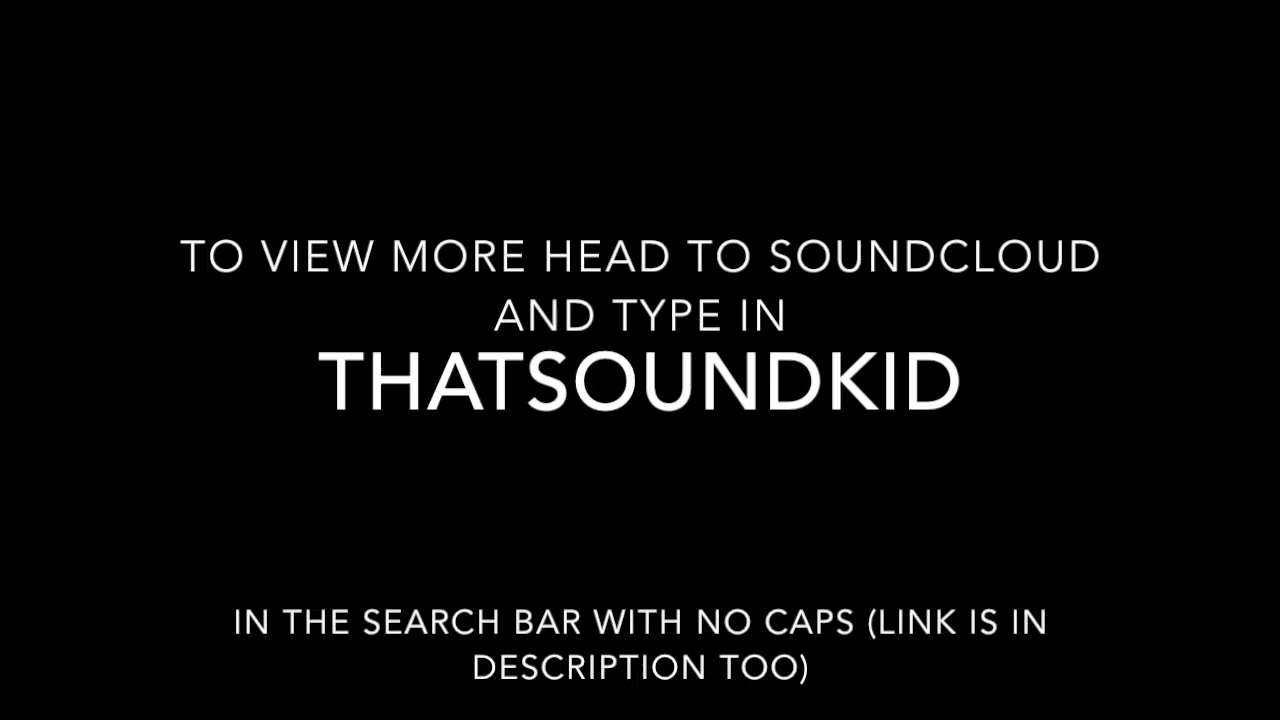 TO VIEW MORE HEAD TO SOUNDCLOUD
AND TYPE IN
THATSOUNDKID
IN THE SEARCH BAR WITH NO CAPS (LINK IS IN
DESCRIPTION TOO)